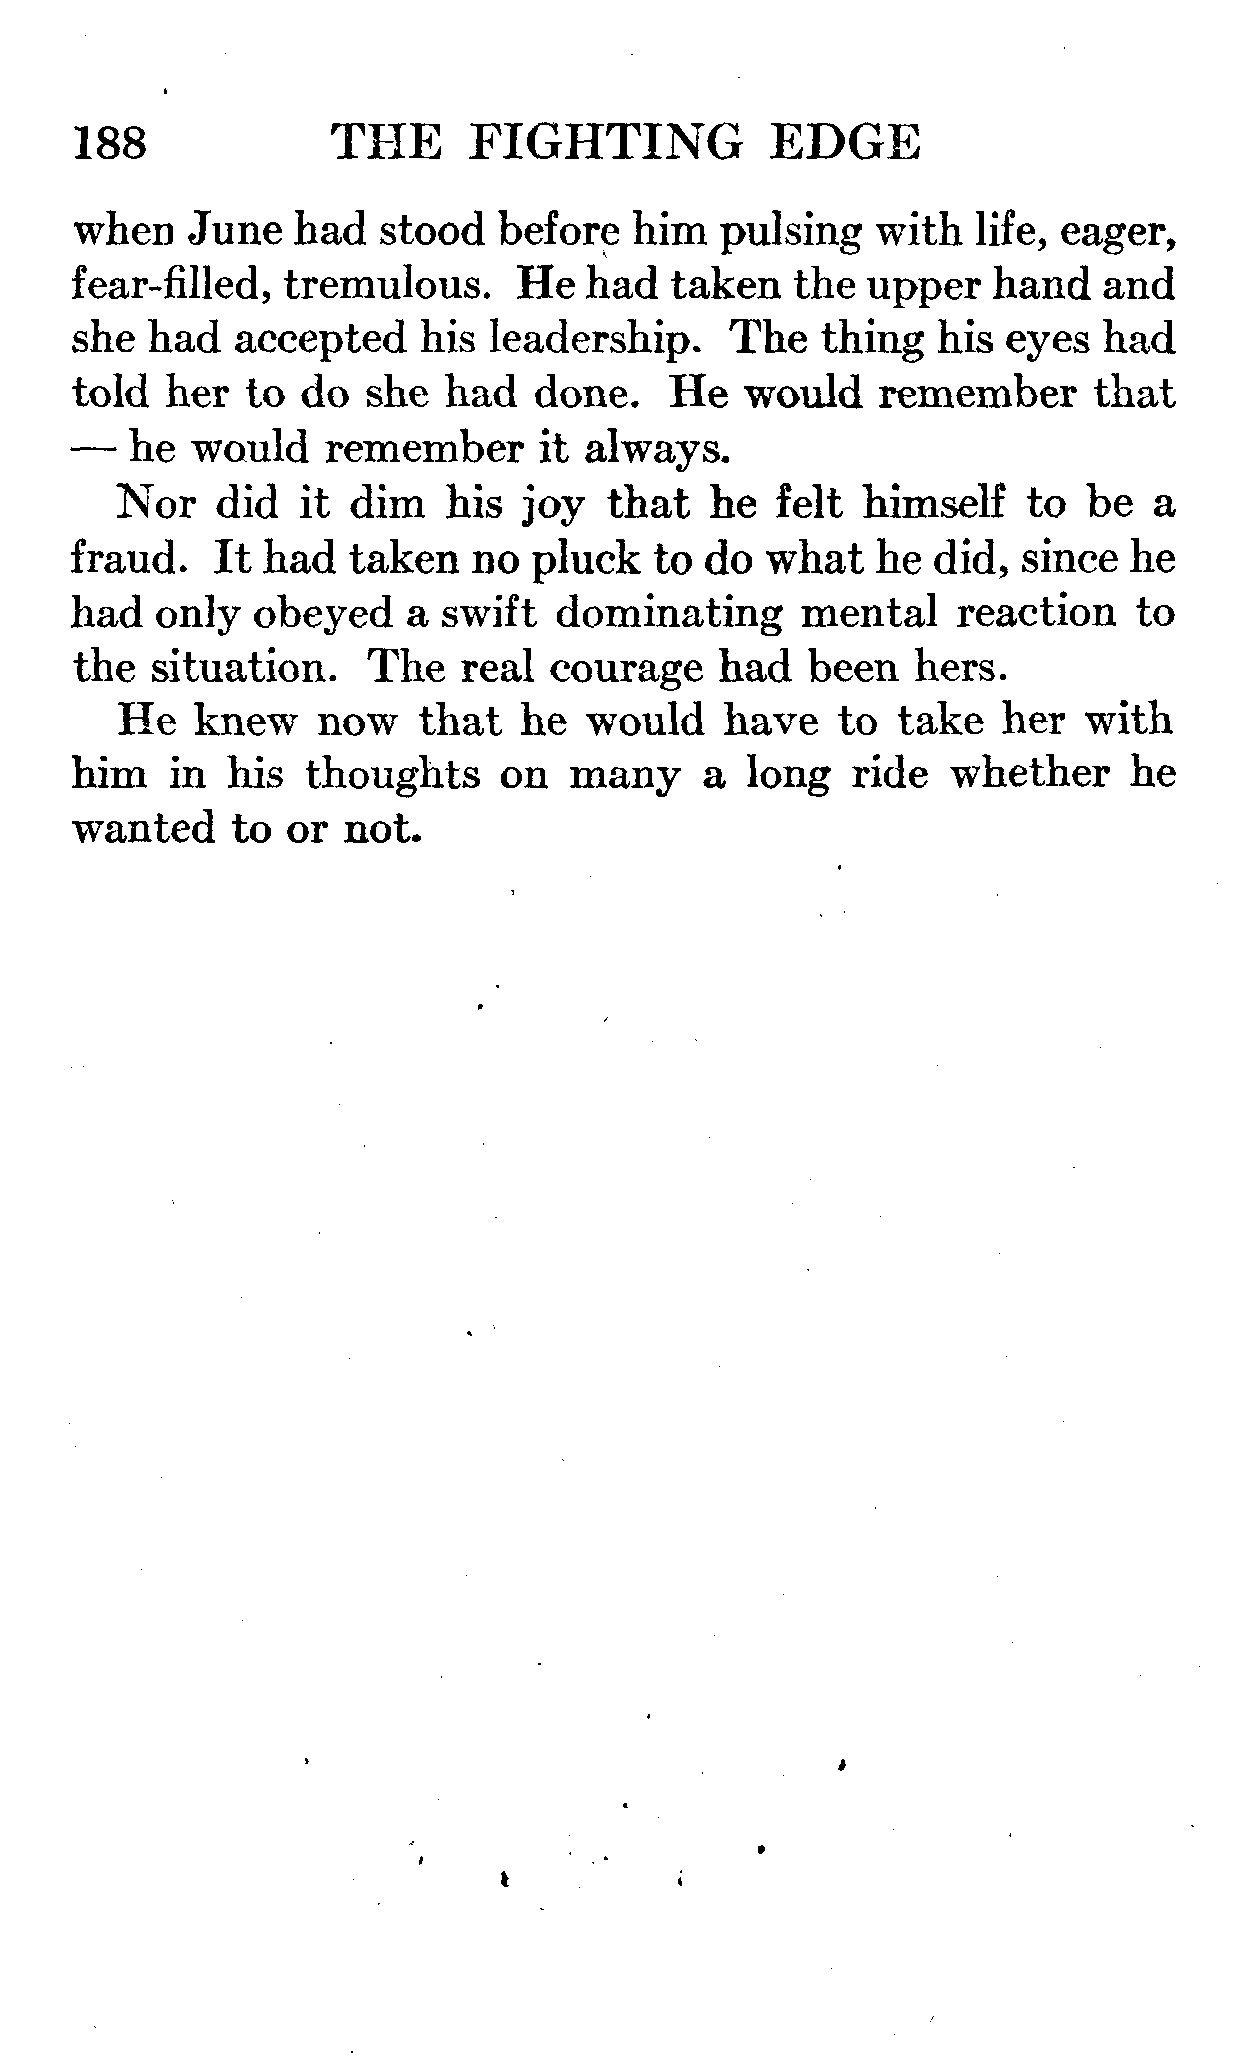 188 THE FIGHTING EDGE
when June had stood before him pulsing with life, eager,
fear-filled, tremulous. He had taken the upper hand and
she had accepted his leadership. The thing his eyes had
told her to do she had done. He would remember that
— he would remember it always.
Nor did it dim his joy that he felt himself to be a
fraud. It had taken no pluck to do what he did, since he
had only obeyed a swift dominating mental reaction to
the situation. The real courage had been hers.
He knew now that he would have to take her with
him in his thoughts on many a long ride whether he
wanted to or not.